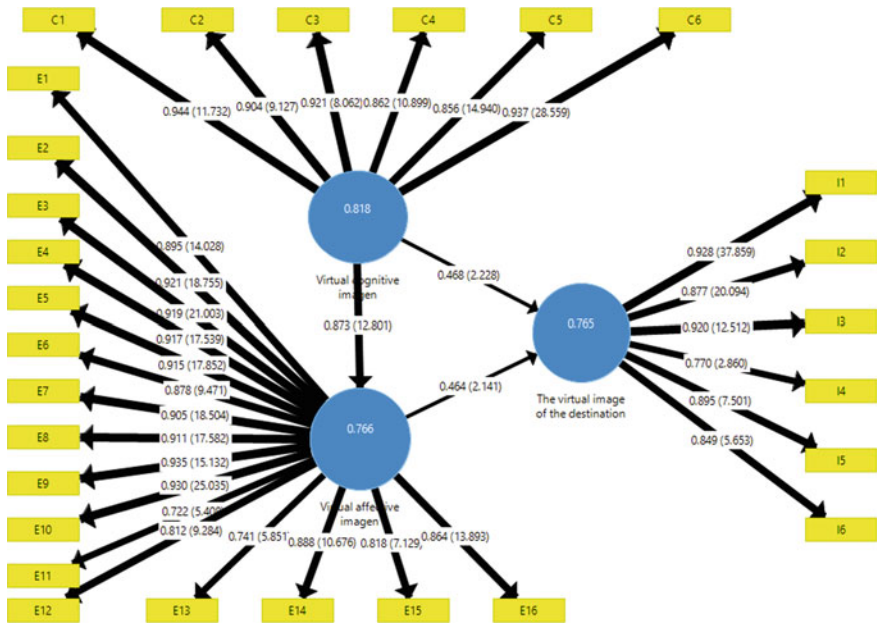 C1
C2
C3
C4
C5
C6
0.944 (11.732)
0.904 (9.127)
0.921 (8.062)
0.862 (10.899)
0.856 (14.940)
0.937 (28.559)
E1
E2
E3
E4
E5
E6
E7
E8
E9
E10
E11
E12
0.895 (14.028)
0.921 (18.755)
0.919 (21.003)
0.917 (17.539)
0.915 (17.852)
0.878 (9.471)
0.905 (18.504)
0.911 (17.582)
0.935 (15.132)
0.930 (25.035)
0.722
0.812 (9.284)
0.818
Virtual cognitive
imagen
0.873 (12.801)
0.468 (2.228)
0.464 (2.141)
0.766
Virtual affective
imagen
0.741 (5.851)
0.888 (10.676)
0.818 (7.129)
0.864 (13.893)
E13
E14
E15
E16
0.765
The virtual image
of the destination
0.928 (37.859)
0.877 (20.094)
0.920 (12.512)
0.770 (2.860)
0.895 (7.501)
0.849 (5.653)
I1
I2
I3
I4
I5
I6